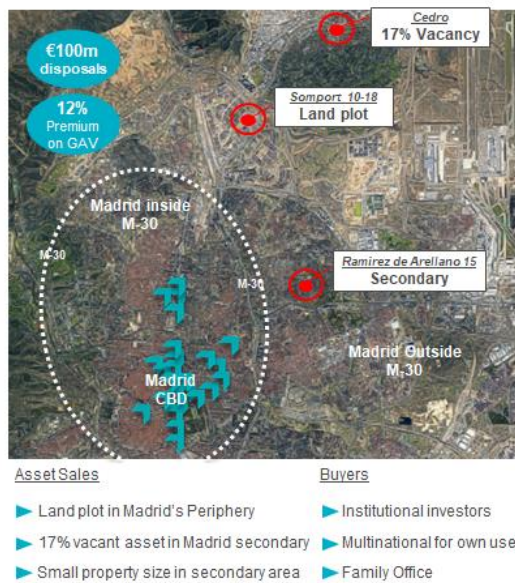 €100m
disposals
12%
Premium
on GAV
Cedro
17% Vacancy
Somport 10-18
Land plot
Madrid inside
M-30
M-30
M-30
Ramirez de Arellano 15
Secondary
Madrid Outside
M-30
Madrid
CBD
Asset Sales
Land plot in Madrid's Periphery
17% vacant asset in Madrid secondary
Small property size in secondary area
Buyers
Institutional investors
Multinational for own use
Family Office